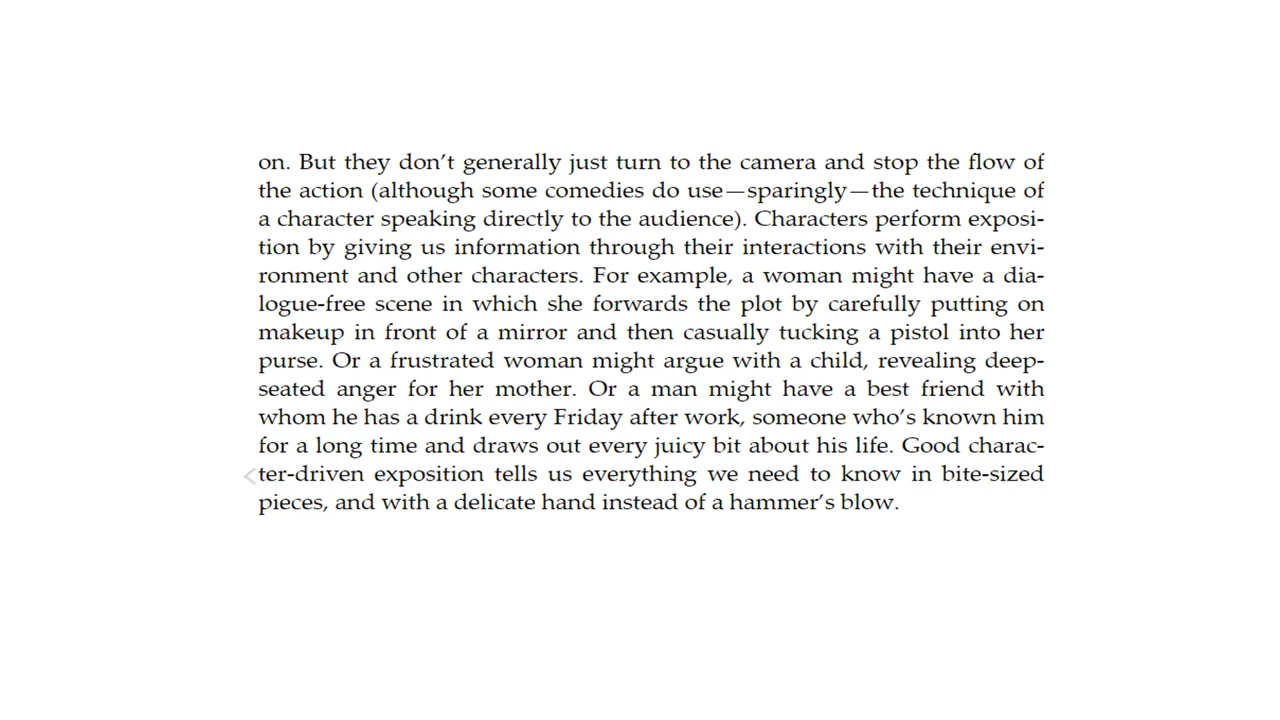 on. But they don't generally just turn to the camera and stop the flow of
the action (although some comedies do use—sparingly—the technique of
a character speaking directly to the audience). Characters perform exposi-
tion by giving us information through their interactions with their envi-
ronment and other characters. For example, a woman might have a dia-
logue-free scene in which she forwards the plot by carefully putting on
makeup in front of a mirror and then casually tucking a pistol into her
purse. Or a frustrated woman might argue with a child, revealing deep-
seated anger for her mother. Or a man might have a best friend with
whom he has a drink every Friday after work, someone who's known him
for a long time and draws out every juicy bit about his life. Good charac-
ter-driven exposition tells us everything we need to know in bite-sized
pieces, and with a delicate hand instead of a hammer's blow.